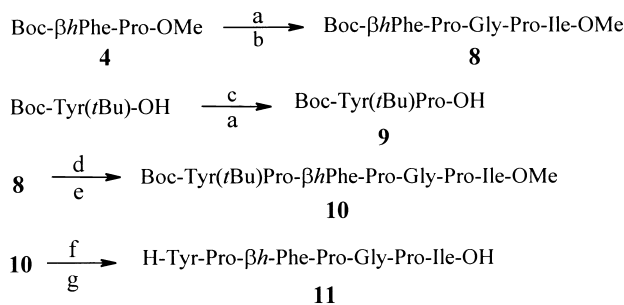 Boc-βhPhe-Pro-OMe a Boc-βhPhe-Pro-Gly-Pro-Ile-OMe
4 b 8
Boc-Tyr(tBu)-OH c Boc-Tyr(tBu)Pro-OH
a 9
8 d Boc-Tyr(tBu)Pro-βhPhe-Pro-Gly-Pro-Ile-OMe
e 10
10 f H-Tyr-Pro-βh-Phe-Pro-Gly-Pro-Ile-OH
g 11